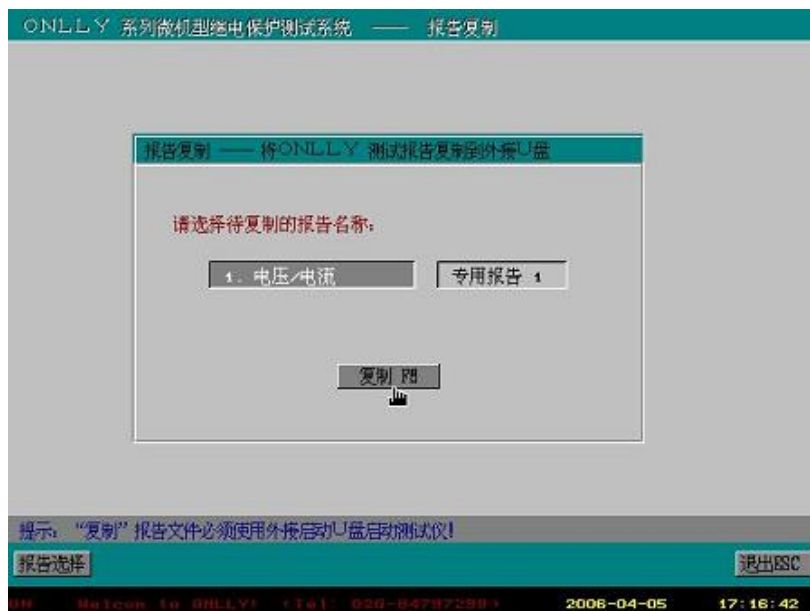 ONLLY 系列微机型继电保护测试系统 —— 报告复制
报告复制 —— 将ONLLY 测试报告复制到外接U盘
请选择待复制的报告名称:
1. 电压/电流 专用报告 1
复制 F8
提示: “复制” 报告文件必须使用外接启动U盘启动测试仪!
报告选择 退出ESC
Welcom to ONLLY! <Tel: 020-84797298> 2006-04-05 17:16:42